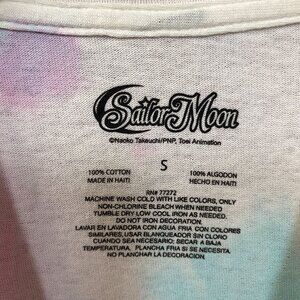 Sailor Moon
©Naoko Takeuchi/PNP, Toei Animation
S
100% COTTON
MADE IN HAITI
100% ALGODON
HECHO EN HAITI
RN# 77272
MACHINE WASH COLD WITH LIKE COLORS, ONLY
NON-CHLORINE BLEACH WHEN NEEDED
TUMBLE DRY LOW COOL IRON AS NEEDED.
DO NOT IRON DECORATION.
LAVAR EN LAVADORA CON AGUA FRIA CON COLORES
SIMILARES, USAR BLANQUEADOR SIN CLORO
CUANDO SEA NECESARIO; SECAR A BAJA
TEMPERATURA, PLANCHA FRIA SI SE NECESITA.
NO PLANCHAR LA DECORACION.